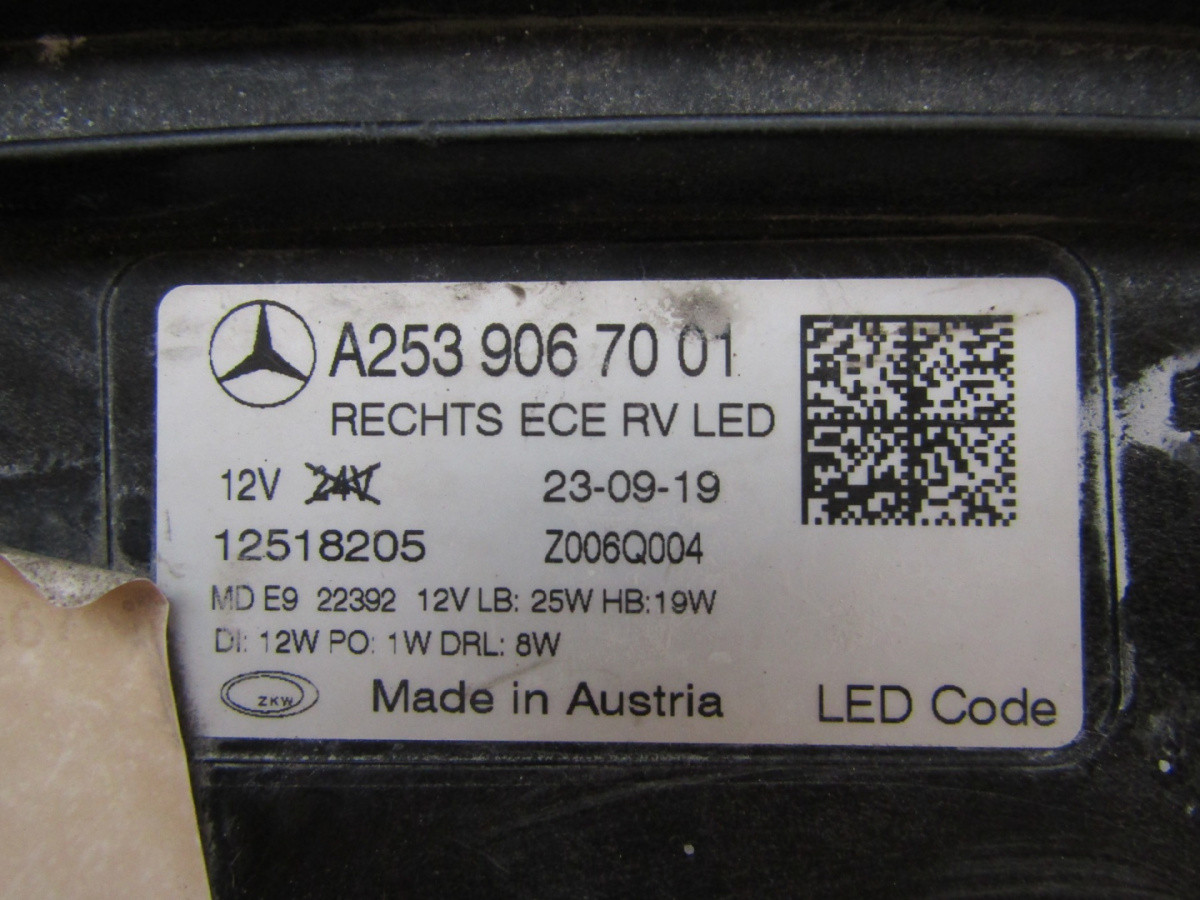 A253 906 70 01
RECHTS ECE RV LED
12V 24V 23-09-19
12518205 Z006Q004
MD E9 22392 12V LB: 25W HB:19W
DI: 12W PO: 1W DRL: 8W
ZKW Made in Austria LED Code